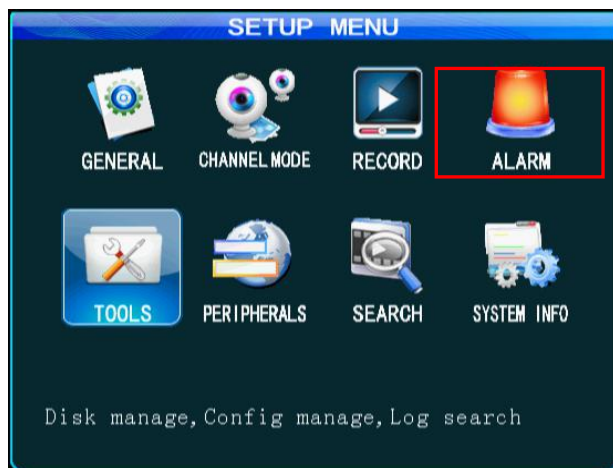 SETUP MENU
GENERAL CHANNEL MODE RECORD ALARM
TOOLS PERIPHERALS SEARCH SYSTEM INFO
Disk manage,Config manage,Log search